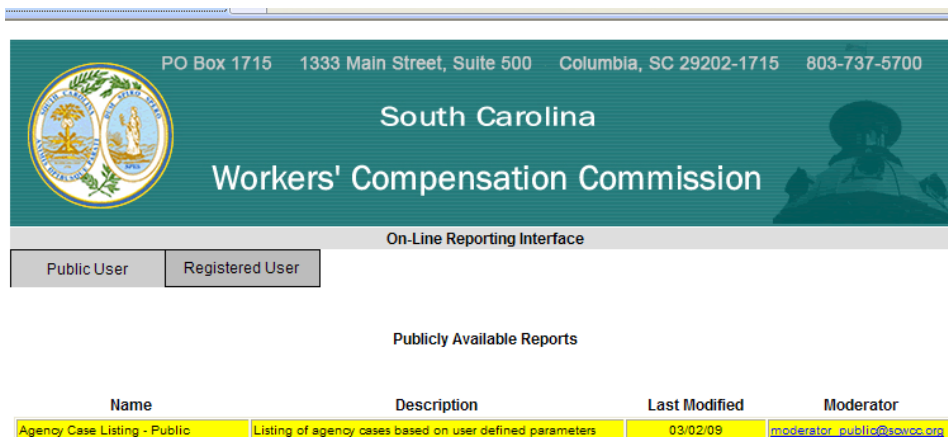 PO Box 1715 1333 Main Street, Suite 500 Columbia, SC 29202-1715 803-737-5700
South Carolina
Workers' Compensation Commission
On-Line Reporting Interface
Public User Registered User
Publicly Available Reports
Name Description Last Modified Moderator
Agency Case Listing - Public Listing of agency cases based on user defined parameters 03/02/09 moderator_public@scwcc.org